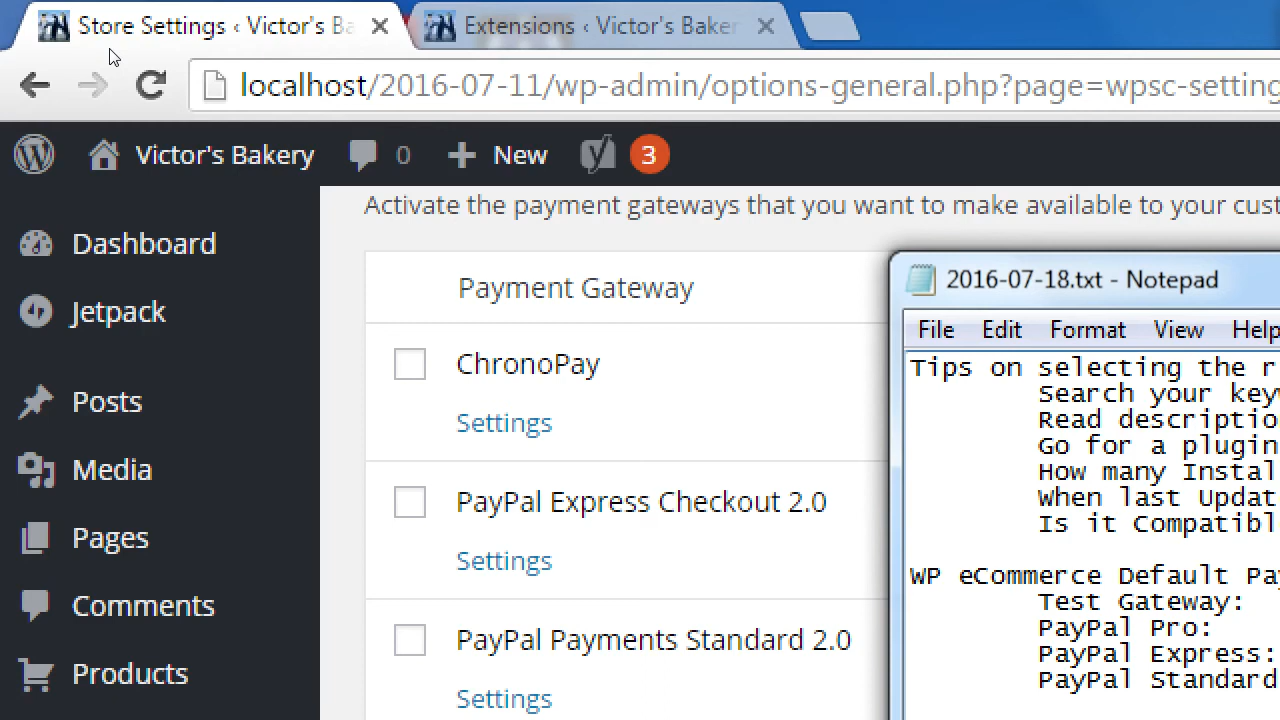 Store Settings ‹ Victor's Ba
Extensions ‹ Victor's Baker
localhost/2016-07-11/wp-admin/options-general.php?page=wpsc-setting
Victor's Bakery
0
New
3
Dashboard
Jetpack
Posts
Media
Pages
Comments
Products
Activate the payment gateways that you want to make available to your cust
Payment Gateway
ChronoPay
Settings
PayPal Express Checkout 2.0
Settings
PayPal Payments Standard 2.0
Settings
2016-07-18.txt - Notepad
File Edit Format View Help
Tips on selecting the r
Search your keyw
Read descriptio
Go for a plugin
How many Instal
When last Updat
Is it Compatibl
WP eCommerce Default Pay
Test Gateway:
PayPal Pro:
PayPal Express:
PayPal Standard